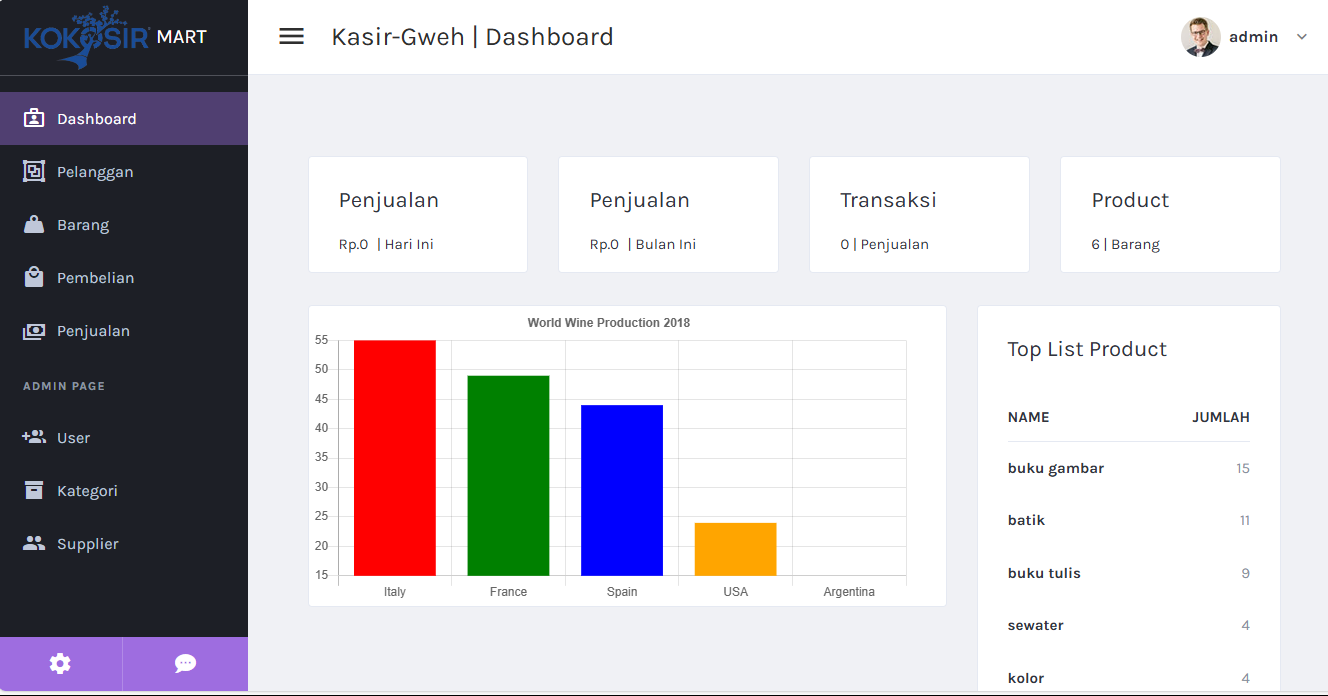 KOKOSIR MART
Kasir-Gweh | Dashboard
admin
Dashboard
Pelanggan
Barang
Pembelian
Penjualan
ADMIN PAGE
User
Kategori
Supplier
Penjualan
Rp.0 | Hari Ini
Penjualan
Rp.0 | Bulan Ini
Transaksi
0 | Penjualan
Product
6 | Barang
World Wine Production 2018
55
50
45
40
35
30
25
20
15
Italy France Spain USA Argentina
Top List Product
NAME JUMLAH
buku gambar 15
batik 11
buku tulis 9
sewater 4
kolor 4